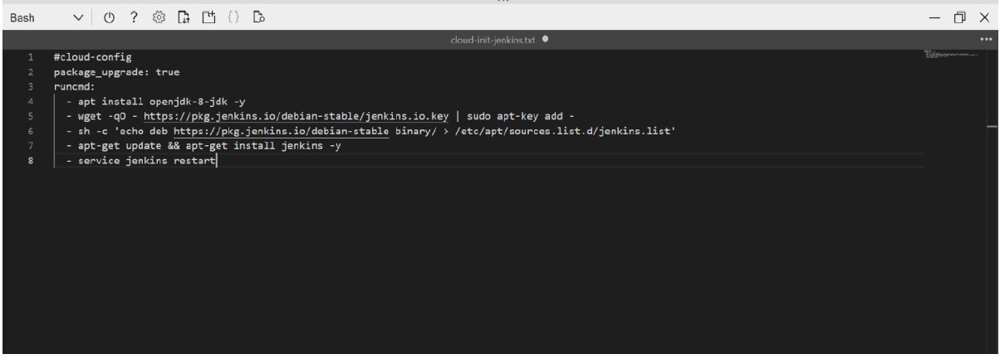 Bash
?
{}
cloud-init-jenkins.txt
1 #cloud-config
2 package_upgrade: true
3 runcmd:
4 - apt install openjdk-8-jdk -y
5 - wget -qO - https://pkg.jenkins.io/debian-stable/jenkins.io.key | sudo apt-key add -
6 - sh -c 'echo deb https://pkg.jenkins.io/debian-stable binary/ > /etc/apt/sources.list.d/jenkins.list'
7 - apt-get update && apt-get install jenkins -y
8 - service jenkins restart